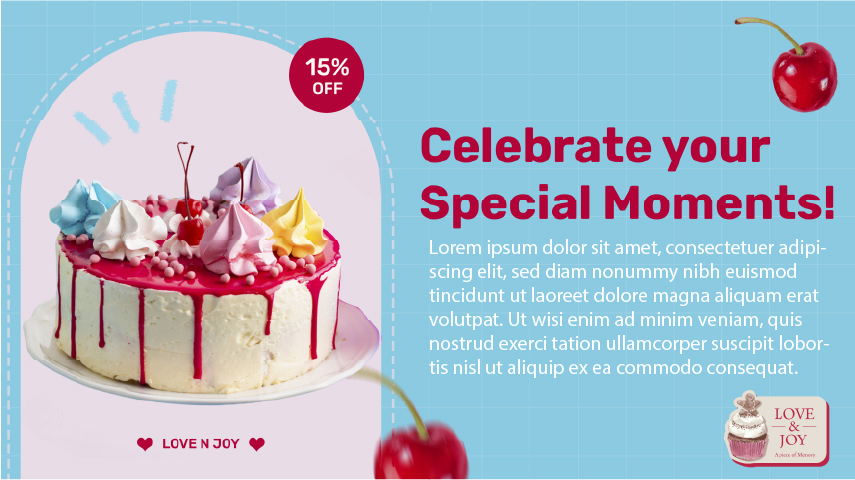 15%
OFF
Celebrate your
Special Moments!
Lorem ipsum dolor sit amet, consectetuer adipi-
scing elit, sed diam nonummy nibh euismod
tincidunt ut laoreet dolore magna aliquam erat
volutpat. Ut wisi enim ad minim veniam, quis
nostrud exerci tation ullamcorper suscipit lobor-
tis nisl ut aliquip ex ea commodo consequat.
LOVE N JOY
LOVE
&
JOY
A piece of Memory